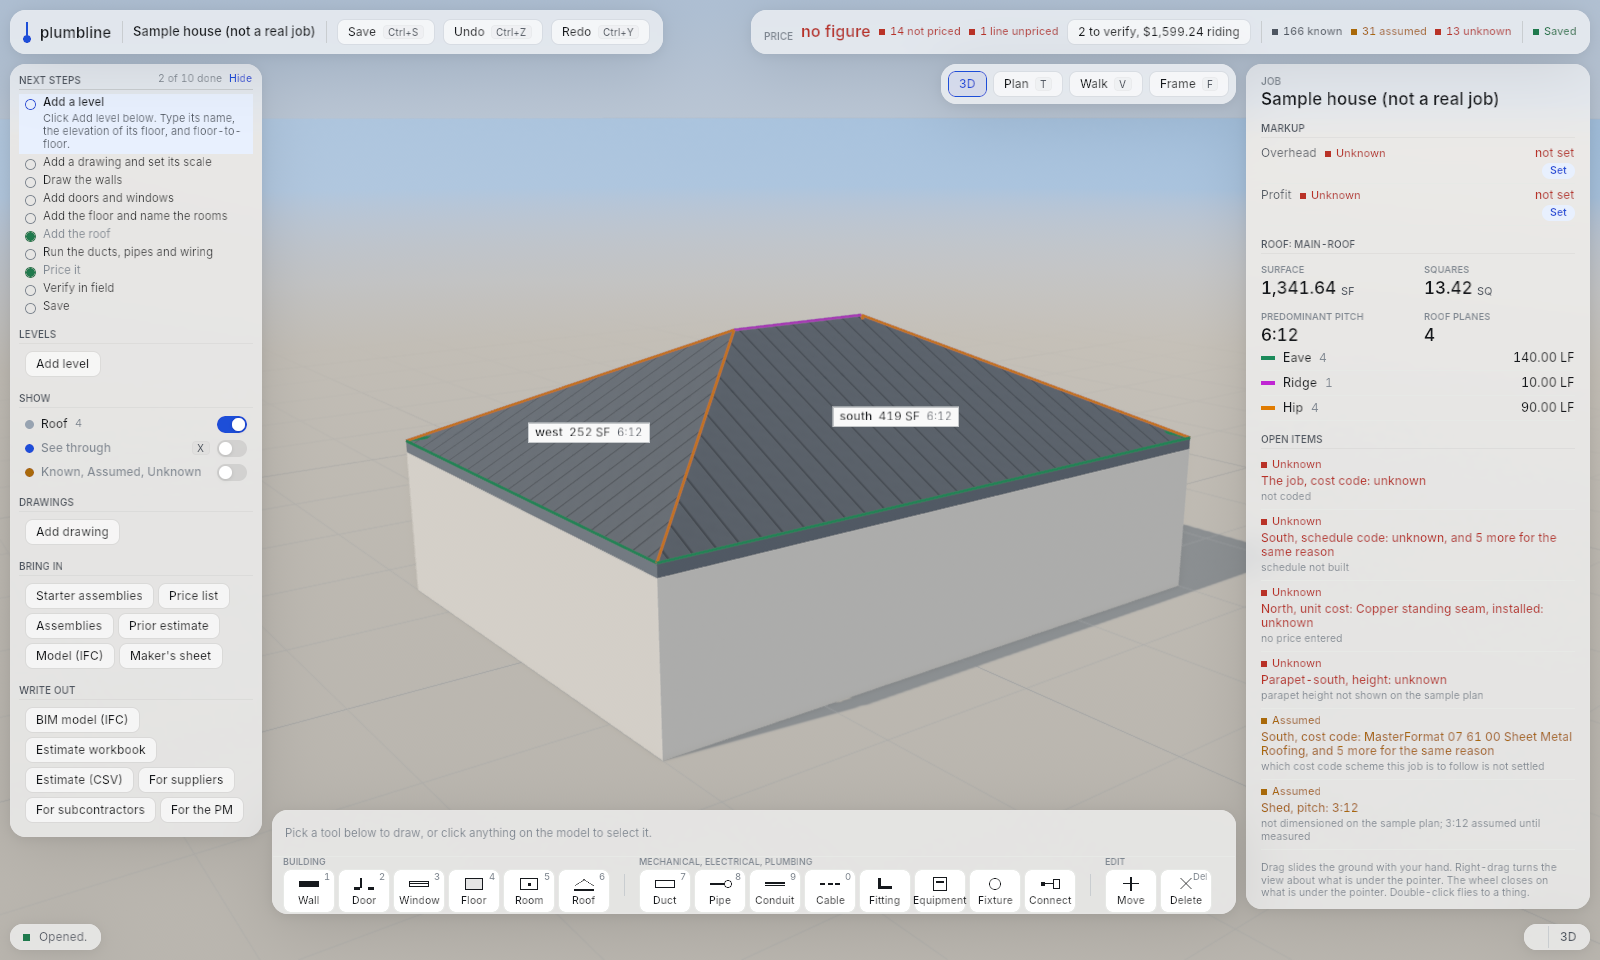 plumbline
Sample house (not a real job)
Save Ctrl+S
Undo Ctrl+Z
Redo Ctrl+Y
PRICE no figure
14 not priced
1 line unpriced
2 to verify, $1,599.24 riding
166 known
31 assumed
13 unknown
Saved
NEXT STEPS 2 of 10 done Hide
Add a level
Click Add level below. Type its name,
the elevation of its floor, and floor-to-
floor.
Add a drawing and set its scale
Draw the walls
Add doors and windows
Add the floor and name the rooms
Add the roof
Run the ducts, pipes and wiring
Price it
Verify in field
Save
LEVELS
Add level
SHOW
Roof 4
See through X
Known, Assumed, Unknown
DRAWINGS
Add drawing
BRING IN
Starter assemblies Price list
Assemblies Prior estimate
Model (IFC) Maker's sheet
WRITE OUT
BIM model (IFC)
Estimate workbook
Estimate (CSV) For suppliers
For subcontractors For the PM
Opened.
3D
Plan T
Walk V
Frame F
west 252 SF 6:12
south 419 SF 6:12
Pick a tool below to draw, or click anything on the model to select it.
BUILDING
1 Wall
2 Door
3 Window
4 Floor
5 Room
6 Roof
MECHANICAL, ELECTRICAL, PLUMBING
7 Duct
8 Pipe
9 Conduit
0 Cable
Fitting
Equipment
Fixture
Connect
EDIT
Move
Del Delete
JOB
Sample house (not a real job)
MARKUP
Overhead Unknown not set
Set
Profit Unknown not set
Set
ROOF: MAIN-ROOF
SURFACE SQUARES
1,341.64 SF 13.42 SQ
PREDOMINANT PITCH ROOF PLANES
6:12 4
Eave 4 140.00 LF
Ridge 1 10.00 LF
Hip 4 90.00 LF
OPEN ITEMS
Unknown
The job, cost code: unknown
not coded
Unknown
South, schedule code: unknown, and 5 more for the
same reason
schedule not built
Unknown
North, unit cost: Copper standing seam, installed:
unknown
no price entered
Unknown
Parapet-south, height: unknown
parapet height not shown on the sample plan
Assumed
South, cost code: MasterFormat 07 61 00 Sheet Metal
Roofing, and 5 more for the same reason
which cost code scheme this job is to follow is not settled
Assumed
Shed, pitch: 3:12
not dimensioned on the sample plan; 3:12 assumed until
measured
Drag slides the ground with your hand. Right-drag turns the
view about what is under the pointer. The wheel closes on
what is under the pointer. Double-click flies to a thing.
3D